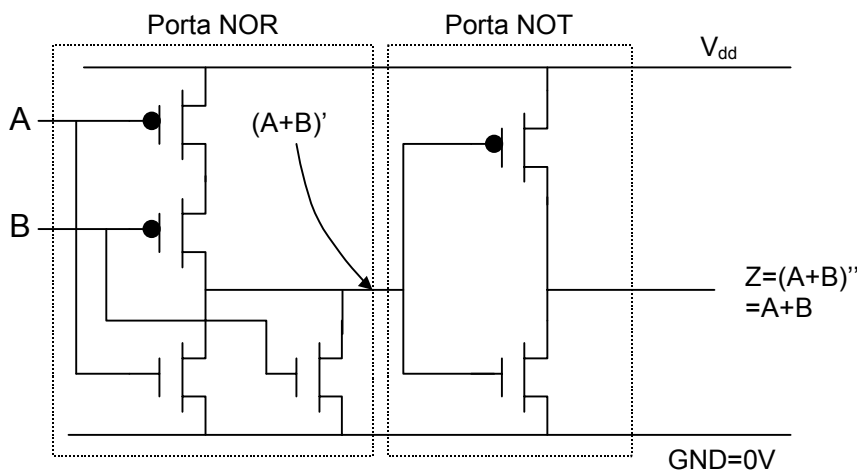 Porta NOR
Porta NOT
V_dd
A
(A+B)’
B
Z=(A+B)’’
=A+B
GND=0V